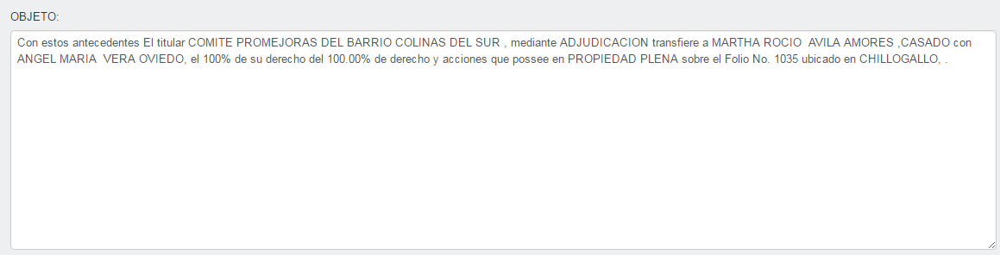 OBJETO:
Con estos antecedentes El titular COMITE PROMEJORAS DEL BARRIO COLINAS DEL SUR , mediante ADJUDICACION transfiere a MARTHA ROCIO  AVILA AMORES ,CASADO con
ANGEL MARIA  VERA OVIEDO, el 100% de su derecho del 100.00% de derecho y acciones que possee en PROPIEDAD PLENA sobre el Folio No. 1035 ubicado en CHILLOGALLO, .